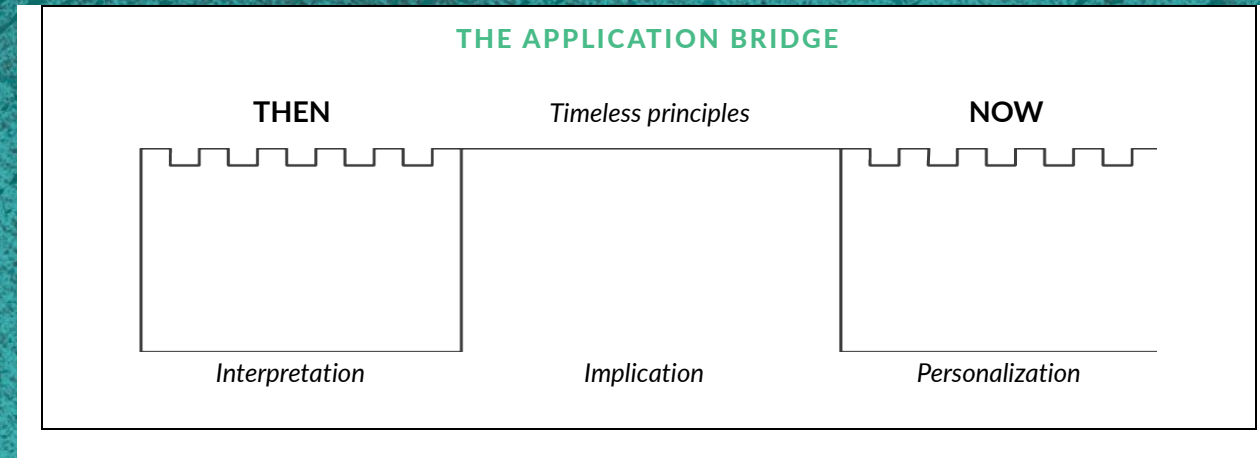 THE APPLICATION BRIDGE
THEN Timeless principles NOW
Interpretation Implication Personalization